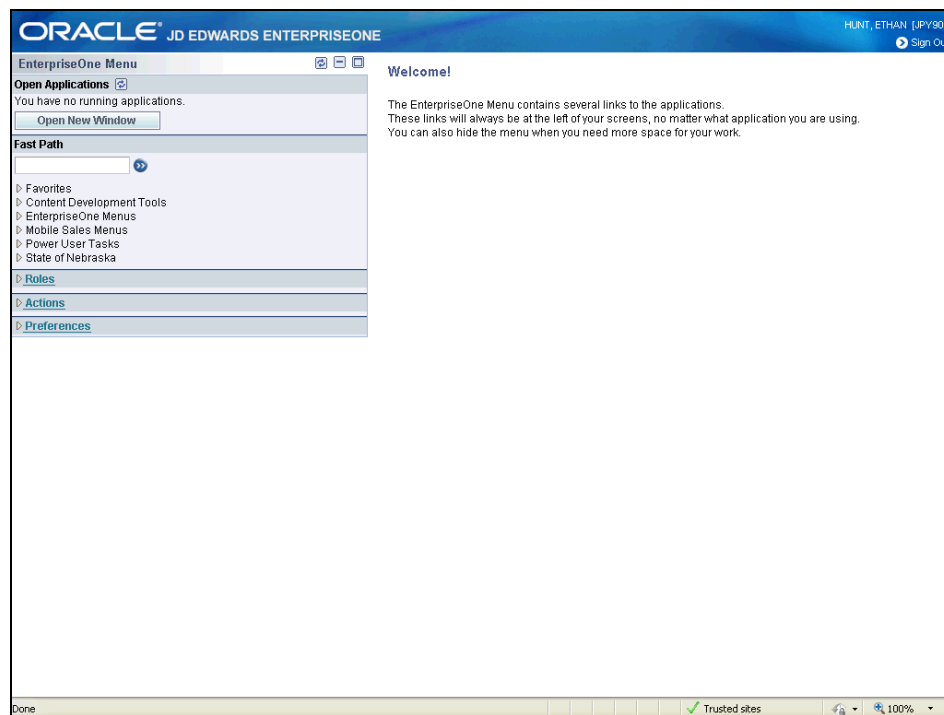 ORACLE® JD EDWARDS ENTERPRISEONE
HUNT, ETHAN [JPY90
Sign Ou
EnterpriseOne Menu
Open Applications
You have no running applications.
Open New Window
Fast Path
Favorites
Content Development Tools
EnterpriseOne Menus
Mobile Sales Menus
Power User Tasks
State of Nebraska
Roles
Actions
Preferences
Welcome!
The EnterpriseOne Menu contains several links to the applications.
These links will always be at the left of your screens, no matter what application you are using.
You can also hide the menu when you need more space for your work.
Done
Trusted sites
100%